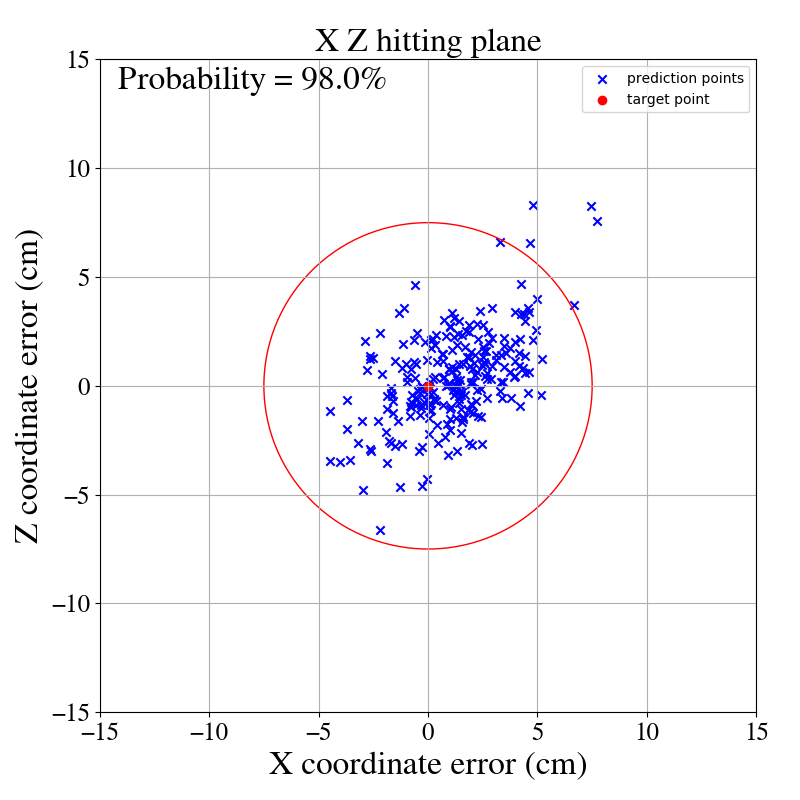 X Z hitting plane
Probability = 98.0%
prediction points
target point
15
10
5
0
−5
−10
−15
Z coordinate error (cm)
−15 −10 −5 0 5 10 15
X coordinate error (cm)